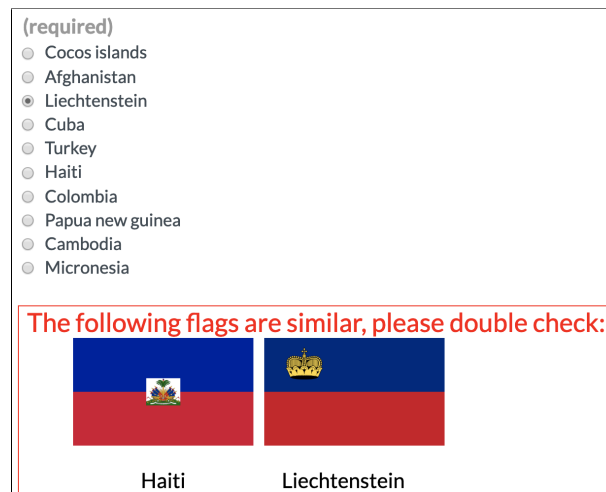 (required)
Cocos islands
Afghanistan
Liechtenstein
Cuba
Turkey
Haiti
Colombia
Papua new guinea
Cambodia
Micronesia
The following flags are similar, please double check:
Haiti Liechtenstein